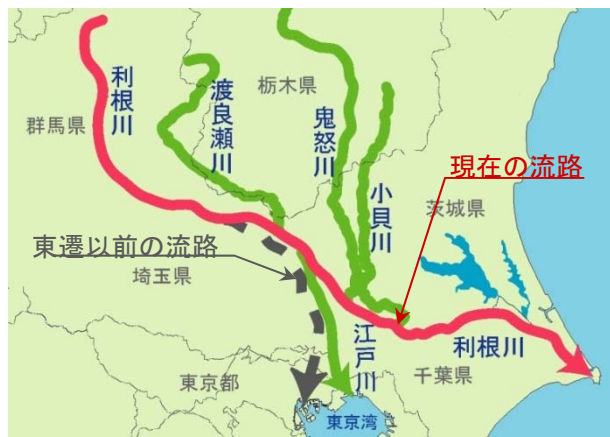 利根川
渡良瀬川
栃木県
鬼怒川
小貝川
群馬県
現在の流路
茨城県
東遷以前の流路
埼玉県
江戸川
利根川
千葉県
東京都
東京湾